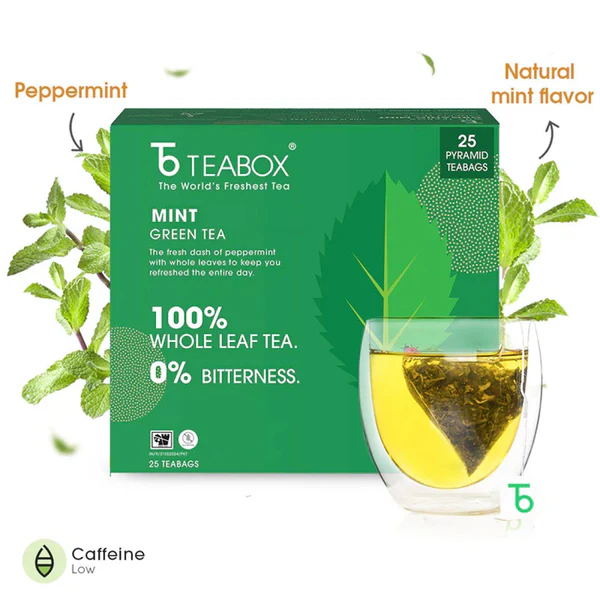 Peppermint
Natural
mint flavor
25
PYRAMID
TEABAGS
TEABOX®
The World's Freshest Tea
MINT
GREEN TEA
The fresh dash of peppermint
with whole leaves to keep you
refreshed the entire day.
100%
WHOLE LEAF TEA.
0% BITTERNESS.
25 TEABAGS
Caffeine
Low